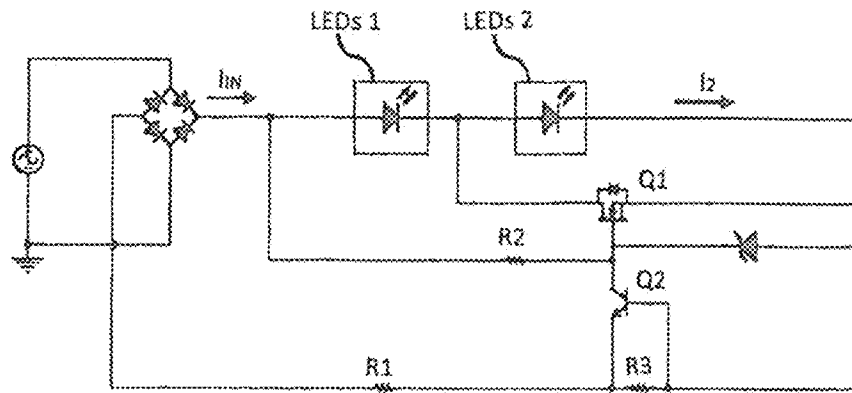 LEDs 1
LEDs 2
IIN
I2
Q1
R2
Q2
R1
R3